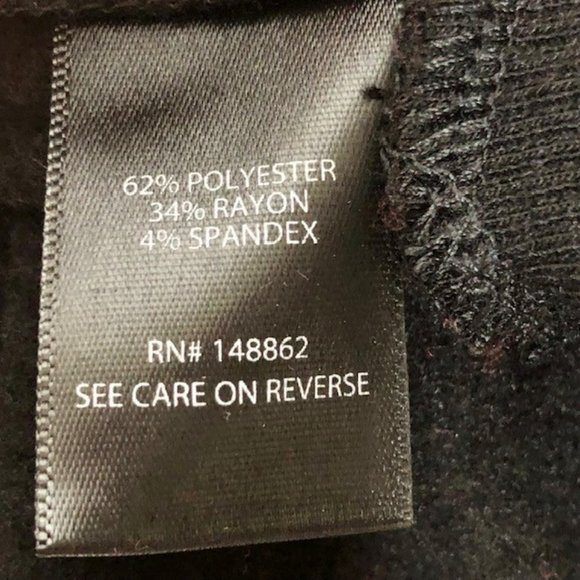 62% POLYESTER
34% RAYON
4% SPANDEX
RN# 148862
SEE CARE ON REVERSE